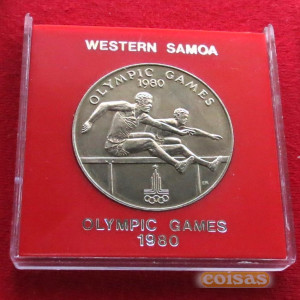 WESTERN SAMOA
OLYMPIC GAMES
1980
OLYMPIC GAMES
1980
coisas